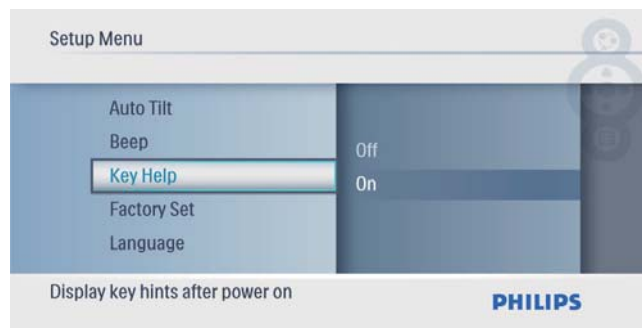 Setup Menu
Auto Tilt
Beep
Key Help
Factory Set
Language
Off
On
Display key hints after power on
PHILIPS